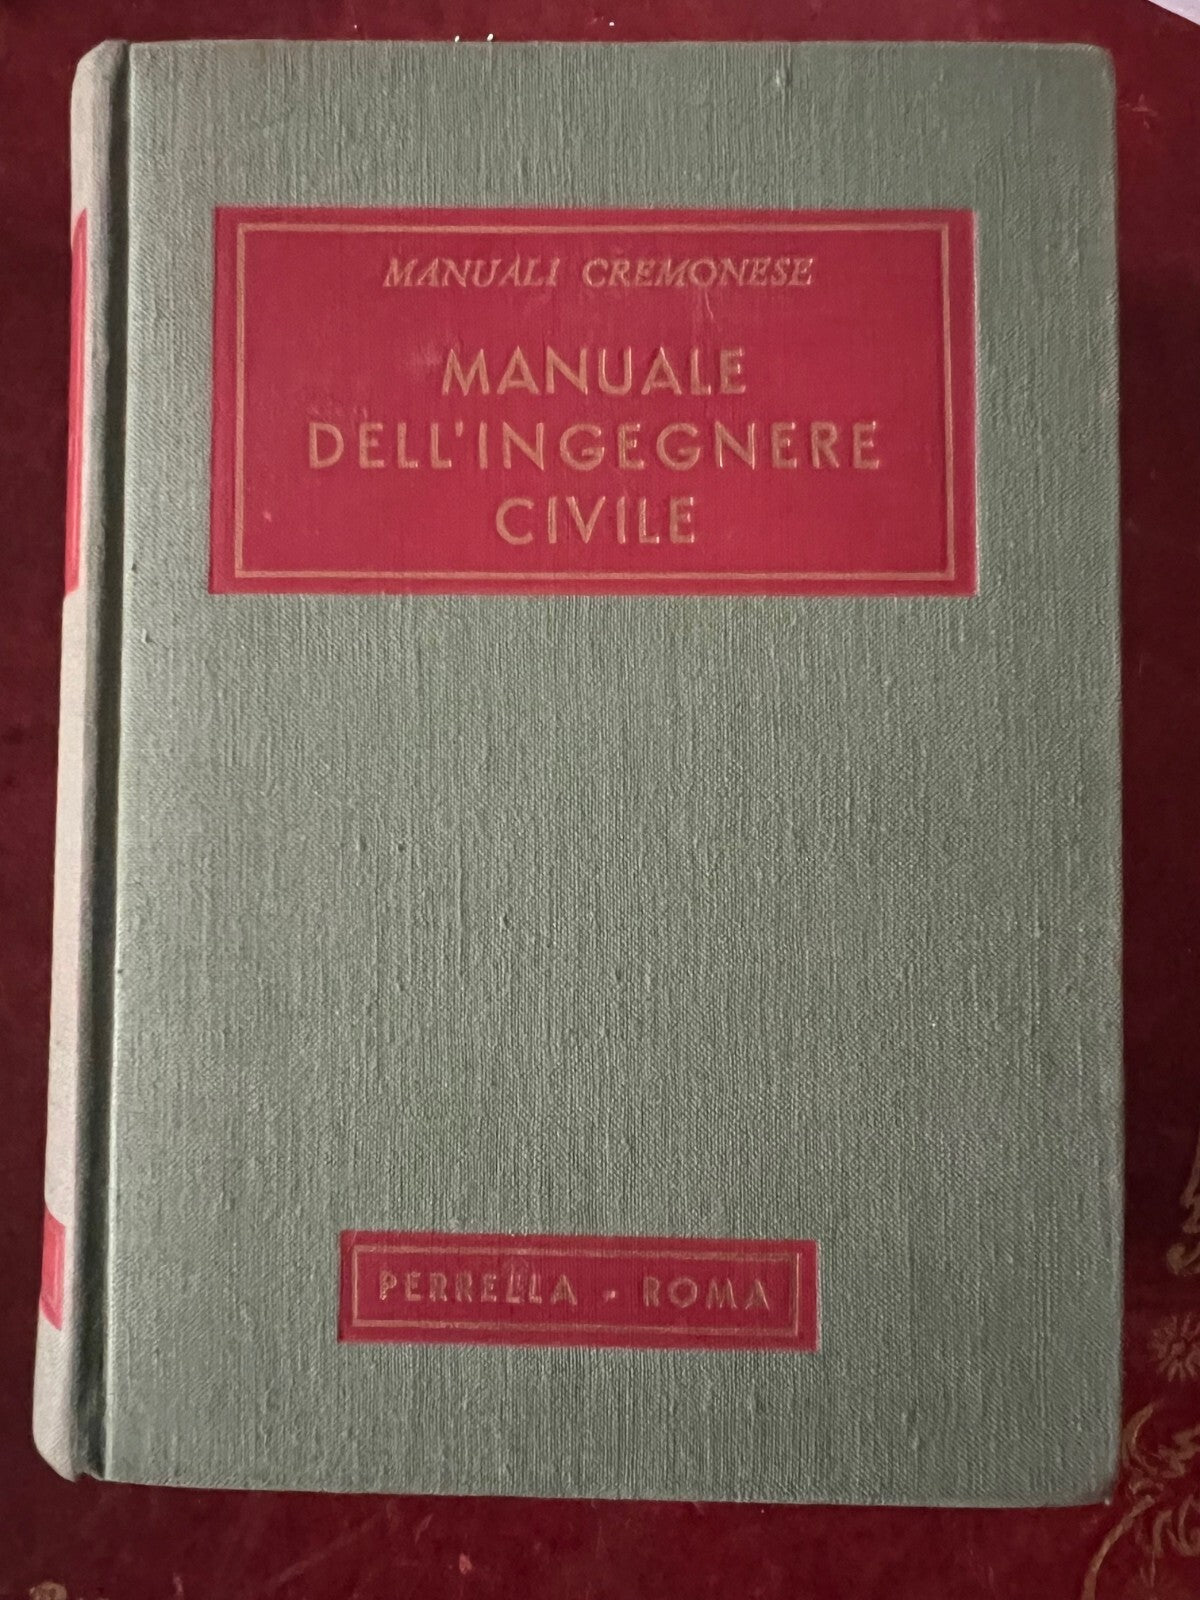 MANUALI CREMONESE
MANUALE
DELL'INGEGNERE
CIVILE
PERRELLA - ROMA